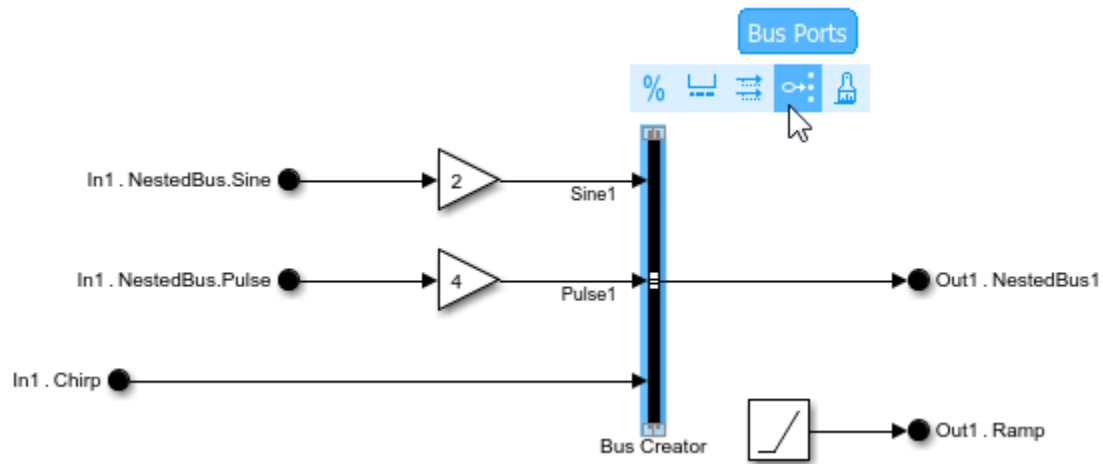 Bus Ports
%
In1 . NestedBus.Sine
2
Sine1
In1 . NestedBus.Pulse
4
Pulse1
Out1 . NestedBus1
In1 . Chirp
Bus Creator
Out1 . Ramp